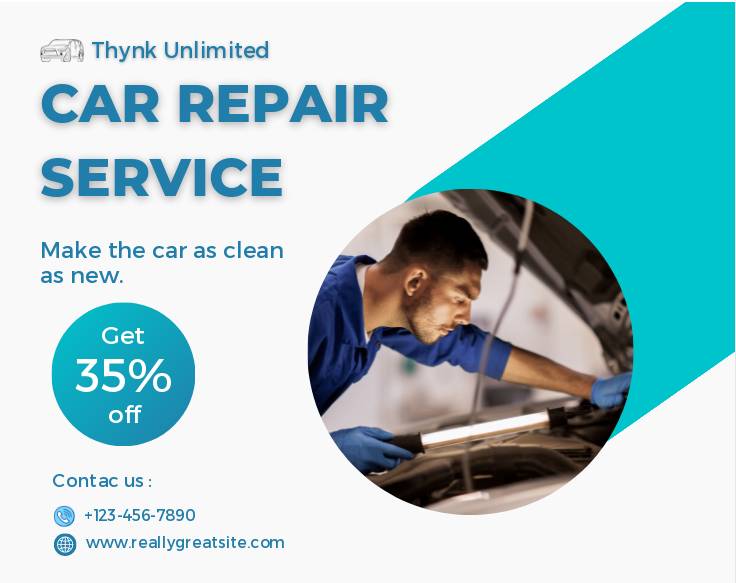 Thynk Unlimited
CAR REPAIR
SERVICE
Make the car as clean
as new.
Get
35%
off
Contac us :
+123-456-7890
www.reallygreatsite.com